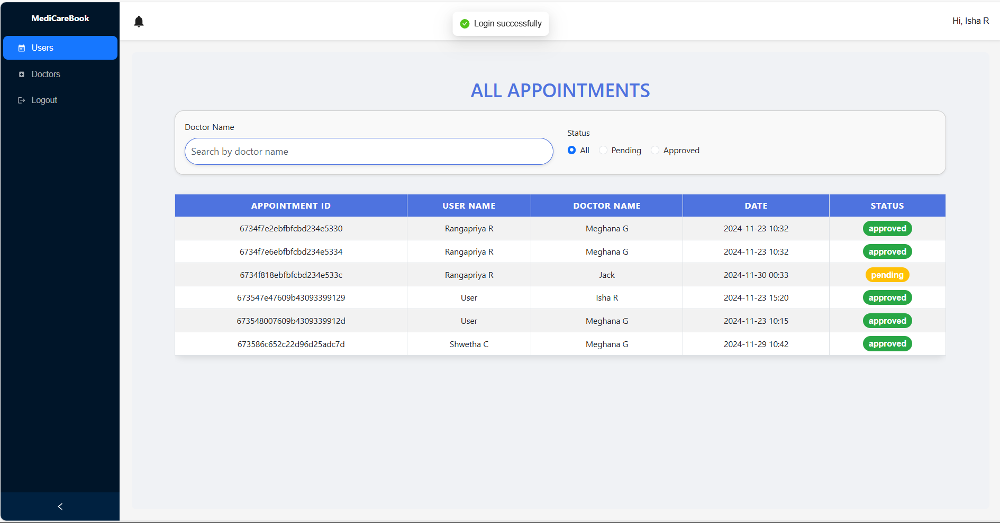 MediCareBook
Users
Doctors
Logout
Login successfully
Hi, Isha R
ALL APPOINTMENTS
Doctor Name
Search by doctor name
Status
All Pending Approved
APPOINTMENT ID USER NAME DOCTOR NAME DATE STATUS
6734f7e2ebfbfcbd234e5330 Rangapriya R Meghana G 2024-11-23 10:32 approved
6734f7e6ebfbfcbd234e5334 Rangapriya R Meghana G 2024-11-23 10:32 approved
6734f818ebfbfcbd234e533c Rangapriya R Jack 2024-11-30 00:33 pending
673547e47609b43093399129 User Isha R 2024-11-23 15:20 approved
673548007609b4309339912d User Meghana G 2024-11-23 10:15 approved
673586c652c22d96d25adc7d Shwetha C Meghana G 2024-11-29 10:42 approved